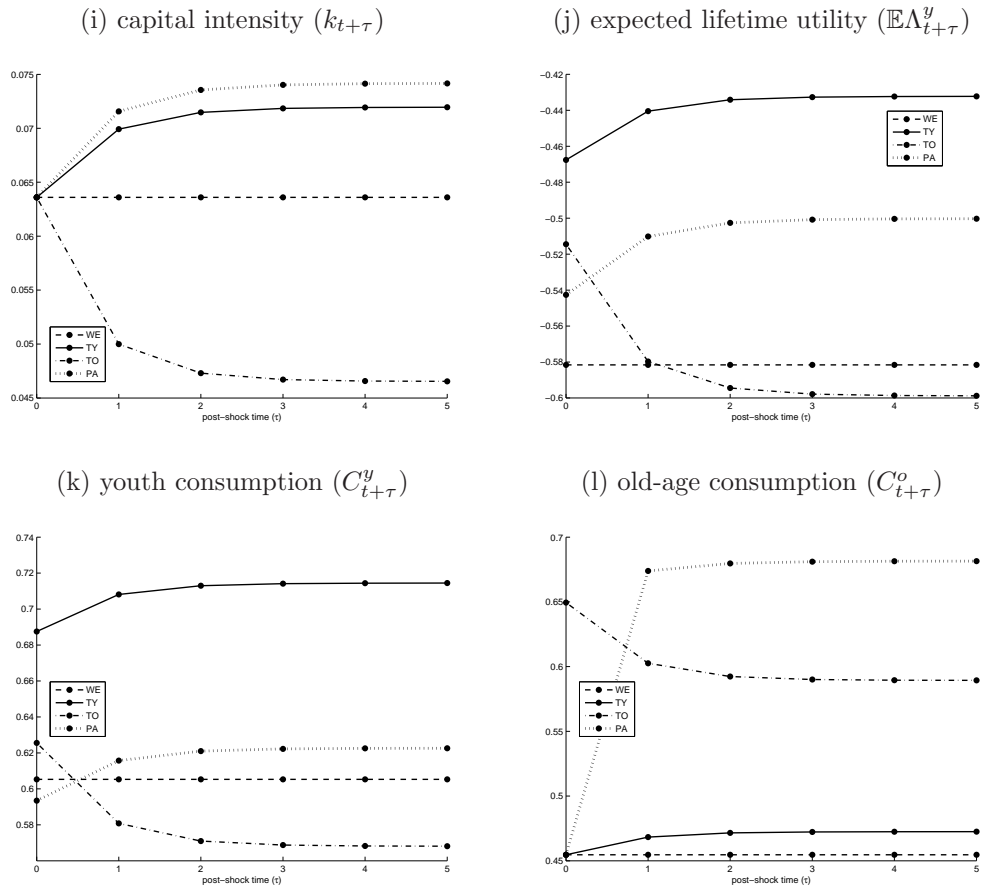 (i) capital intensity (k_{t+τ})
0.075
0.07
0.065
0.06
0.055
0.05
0.045
WE
TY
TO
PA
0 1 2 3 4 5
post−shock time (τ)
(j) expected lifetime utility (𝔼Λ^y_{t+τ})
−0.42
−0.44
−0.46
−0.48
−0.5
−0.52
−0.54
−0.56
−0.58
−0.6
WE
TY
TO
PA
0 1 2 3 4 5
post−shock time (τ)
(k) youth consumption (C^y_{t+τ})
0.74
0.72
0.7
0.68
0.66
0.64
0.62
0.6
0.58
WE
TY
TO
PA
0 1 2 3 4 5
post−shock time (τ)
(l) old-age consumption (C^o_{t+τ})
0.7
0.65
0.6
0.55
0.5
0.45
WE
TY
TO
PA
0 1 2 3 4 5
post−shock time (τ)